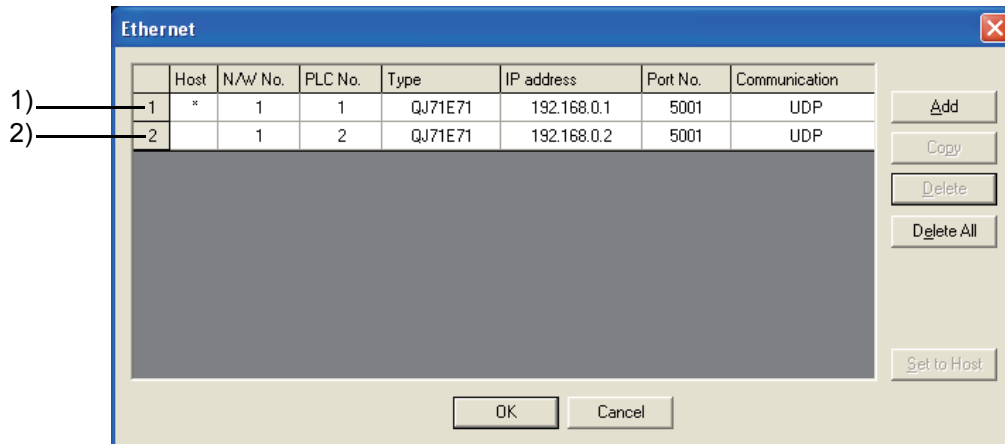 Ethernet
Host N/W No. PLC No. Type IP address Port No. Communication
1) 1 * 1 1 QJ71E71 192.168.0.1 5001 UDP
2) 2 1 2 QJ71E71 192.168.0.2 5001 UDP
Add
Copy
Delete
Delete All
Set to Host
OK Cancel